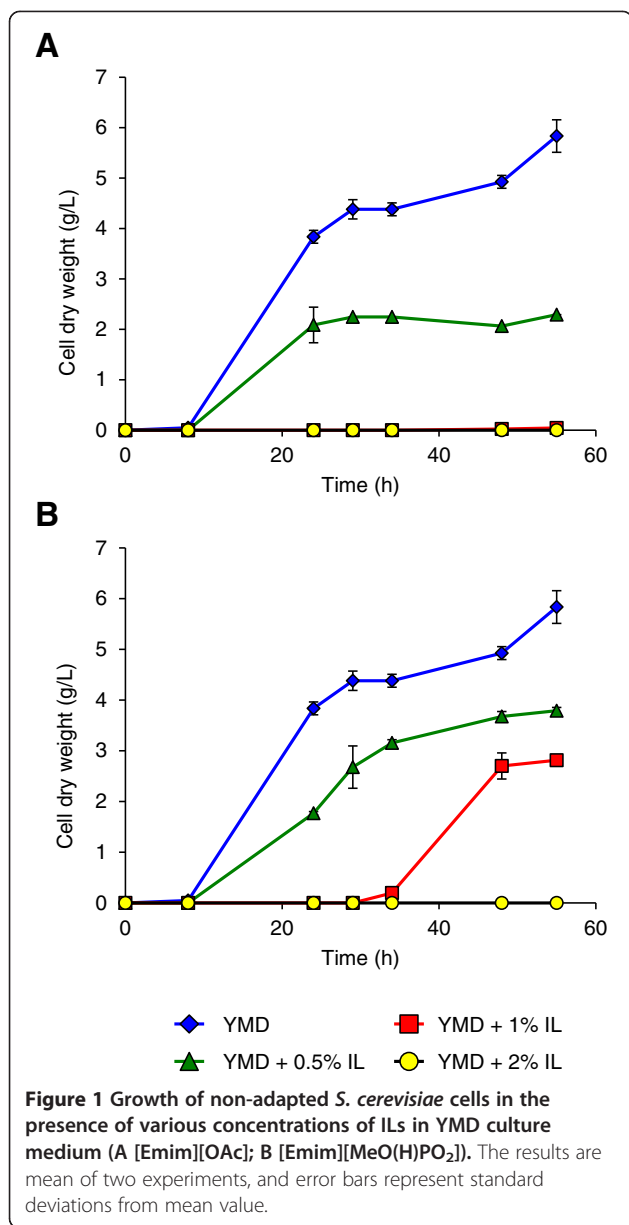 A
7
6
5
4
3
2
1
0
Cell dry weight (g/L)
0 20 40 60
Time (h)
B
7
6
5
4
3
2
1
0
Cell dry weight (g/L)
0 20 40 60
Time (h)
YMD YMD + 1% IL
YMD + 0.5% IL YMD + 2% IL
Figure 1 Growth of non-adapted S. cerevisiae cells in the
presence of various concentrations of ILs in YMD culture
medium (A [Emim][OAc]; B [Emim][MeO(H)PO₂]). The results are
mean of two experiments, and error bars represent standard
deviations from mean value.